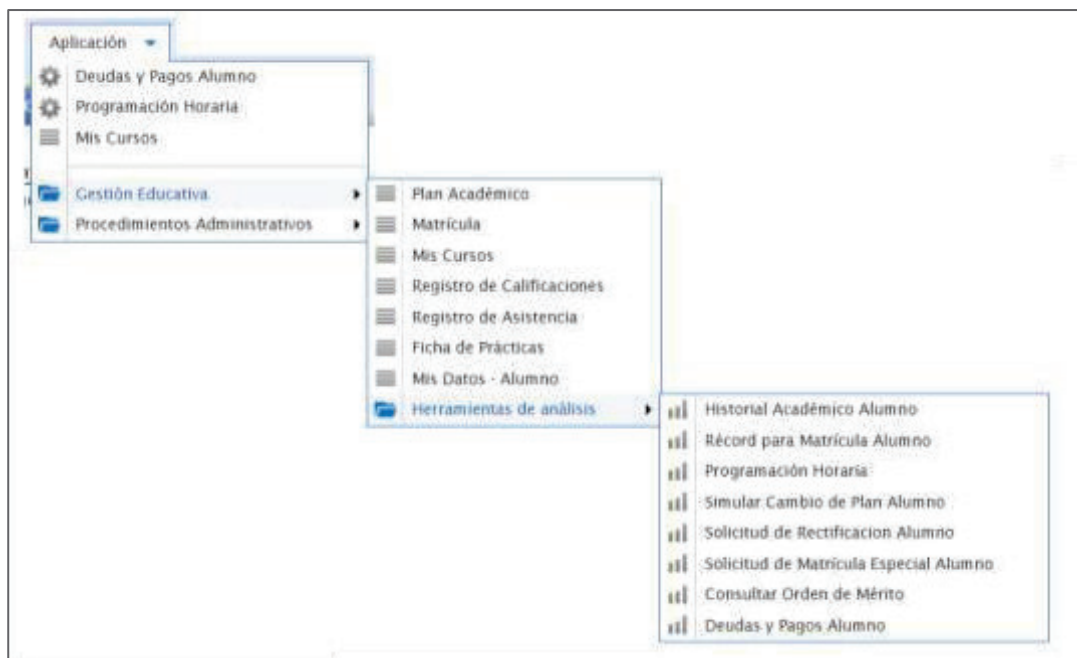 Aplicación
Deudas y Pagos Alumno
Programación Horaria
Mis Cursos
Gestión Educativa
Procedimientos Administrativos
Plan Académico
Matrícula
Mis Cursos
Registro de Calificaciones
Registro de Asistencia
Ficha de Prácticas
Mis Datos - Alumno
Herramientas de análisis
Historial Académico Alumno
Récord para Matrícula Alumno
Programación Horaria
Simular Cambio de Plan Alumno
Solicitud de Rectificacion Alumno
Solicitud de Matrícula Especial Alumno
Consultar Orden de Mérito
Deudas y Pagos Alumno